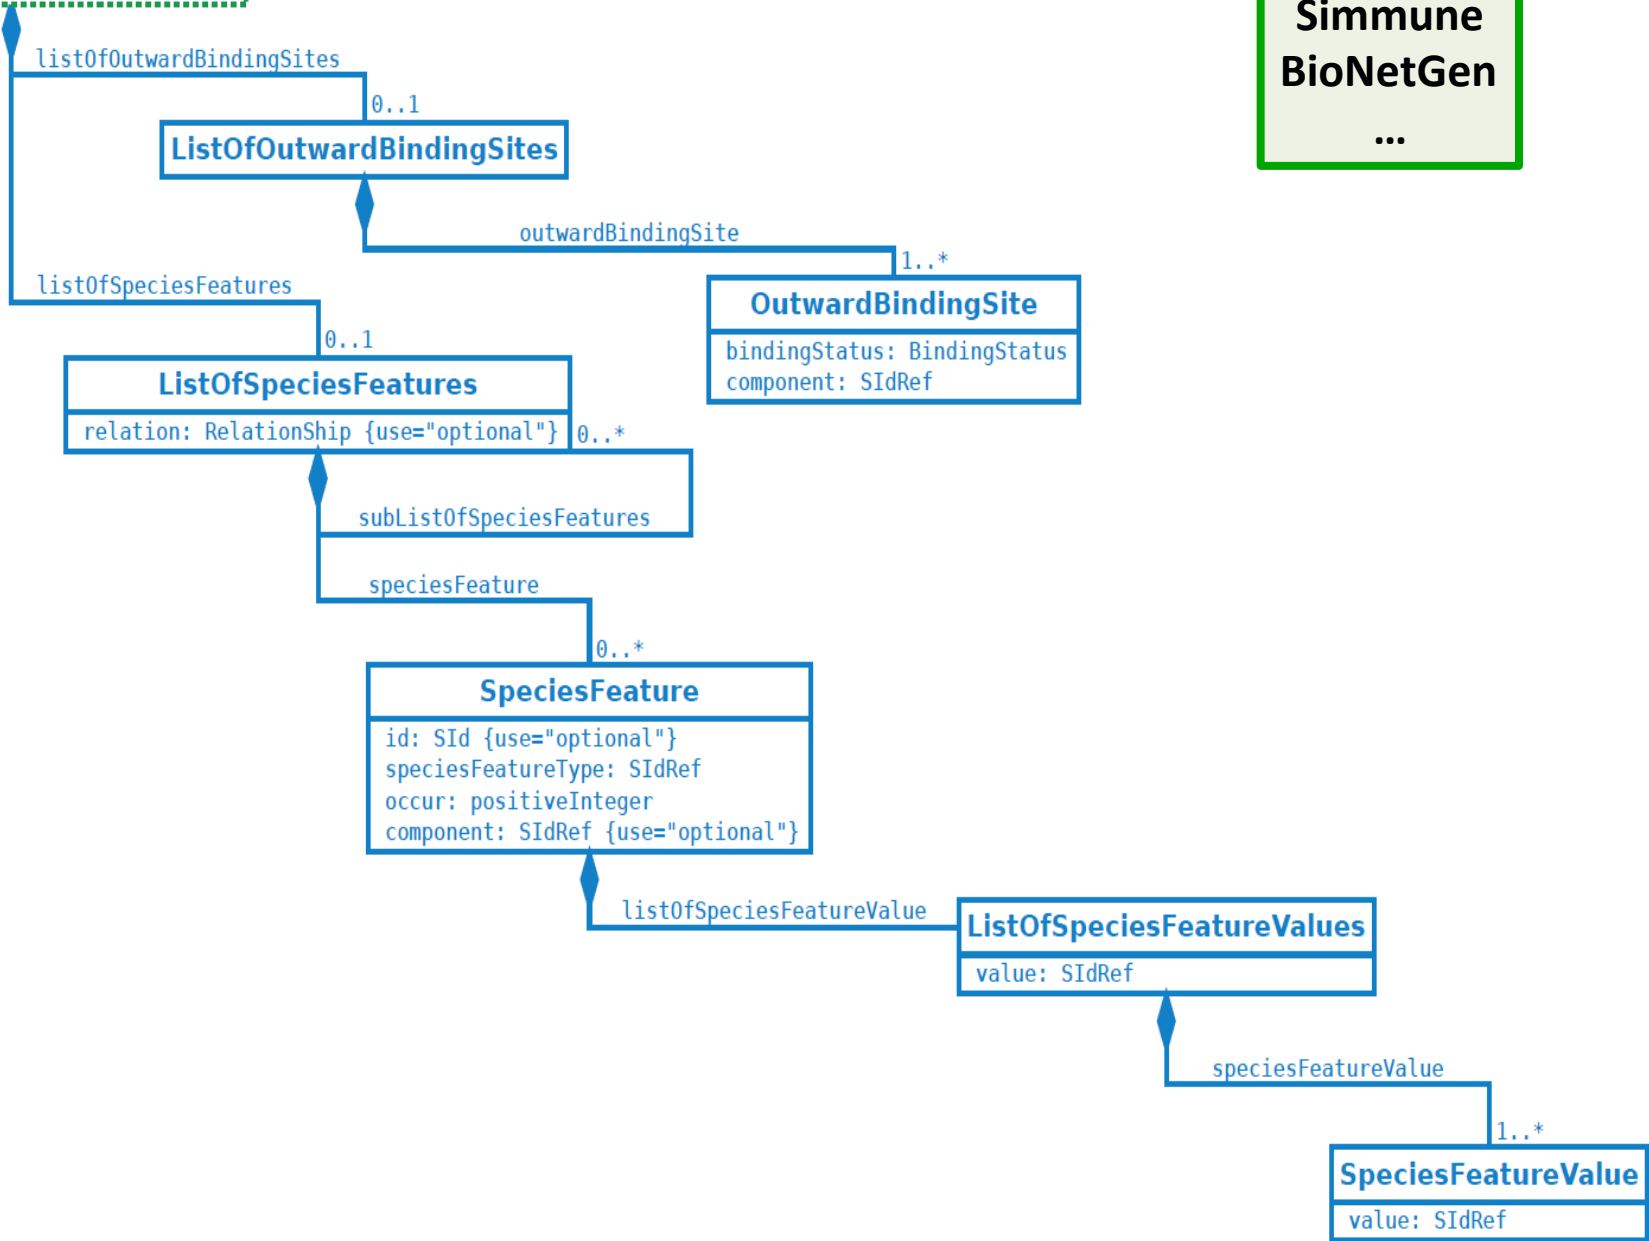 Simmune
BioNetGen
...
listOfOutwardBindingSites
0..1
ListOfOutwardBindingSites
outwardBindingSite
1..*
OutwardBindingSite
bindingStatus: BindingStatus
component: SIdRef
listOfSpeciesFeatures
0..1
ListOfSpeciesFeatures
relation: RelationShip {use="optional"}
0..*
subListOfSpeciesFeatures
speciesFeature
0..*
SpeciesFeature
id: SId {use="optional"}
speciesFeatureType: SIdRef
occur: positiveInteger
component: SIdRef {use="optional"}
listOfSpeciesFeatureValue
ListOfSpeciesFeatureValues
value: SIdRef
speciesFeatureValue
1..*
SpeciesFeatureValue
value: SIdRef